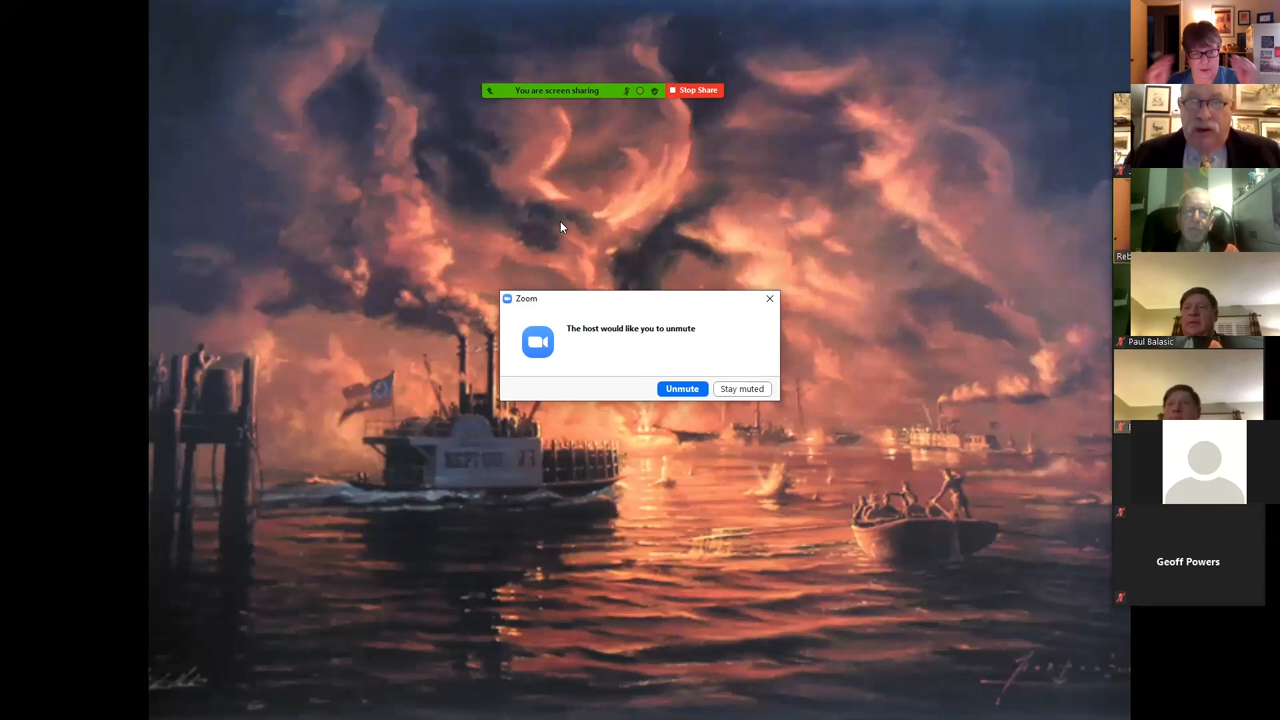 You are screen sharing
Stop Share
Zoom
The host would like you to unmute
Unmute
Stay muted
Reb
Paul Balasic
Geoff Powers